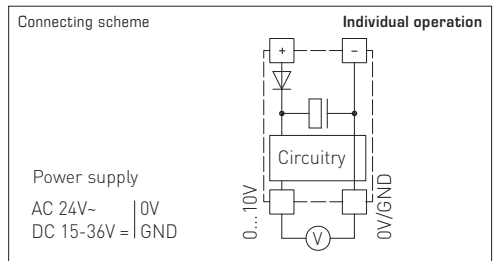 Connecting scheme
Individual operation
+ −
Circuitry
Power supply
AC 24V~ 0V
DC 15-36V = GND
0...10V
V
0V/GND